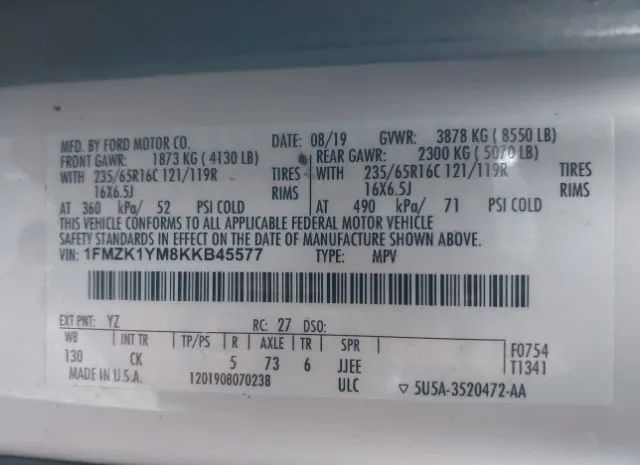 MFD. BY FORD MOTOR CO. DATE: 08/19 GVWR: 3878 KG ( 8550 LB)
FRONT GAWR: 1873 KG ( 4130 LB) REAR GAWR: 2300 KG ( 5070 LB)
WITH 235/65R16C 121/119R TIRES WITH 235/65R16C 121/119R TIRES
16X6.5J RIMS 16X6.5J RIMS
AT 360 kPa/ 52 PSI COLD AT 490 kPa/ 71 PSI COLD
THIS VEHICLE CONFORMS TO ALL APPLICABLE FEDERAL MOTOR VEHICLE
SAFETY STANDARDS IN EFFECT ON THE DATE OF MANUFACTURE SHOWN ABOVE.
VIN: 1FMZK1YM8KKB45577 TYPE: MPV
EXT PNT: YZ RC: 27 DSO:
WB INT TR TP/PS R AXLE TR SPR F0754
130 CK 5 73 6 JJEE T1341
MADE IN U.S.A. 1201908070238 ULC ▽ 5U5A-3520472-AA